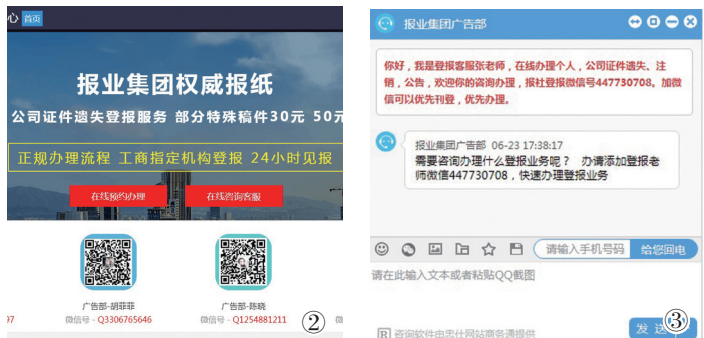 心 首页
报业集团权威报纸
公司证件遗失登报服务 部分特殊稿件30元 50元
正规办理流程 工商指定机构登报 24小时见报
在线预约办理
在线咨询客服
广告部-胡菲菲
微信号 - Q3306765646
广告部-陈晓
微信号 - Q1254881211
97
微
②
报业集团广告部
你好，我是登报客服张老师，在线办理个人，公司证件遗失、注
销，公告，欢迎你的咨询办理，报社登报微信号447730708。加微
信可以优先刊登，优先办理。
报业集团广告部 06-23 17:38:17
需要咨询办理什么登报业务呢？ 办请添加登报老
师微信447730708，快速办理登报业务
请输入手机号码 给您回电
请在此输入文本或者粘贴QQ截图
咨询软件由忠仕网站商务通提供
发 送
③